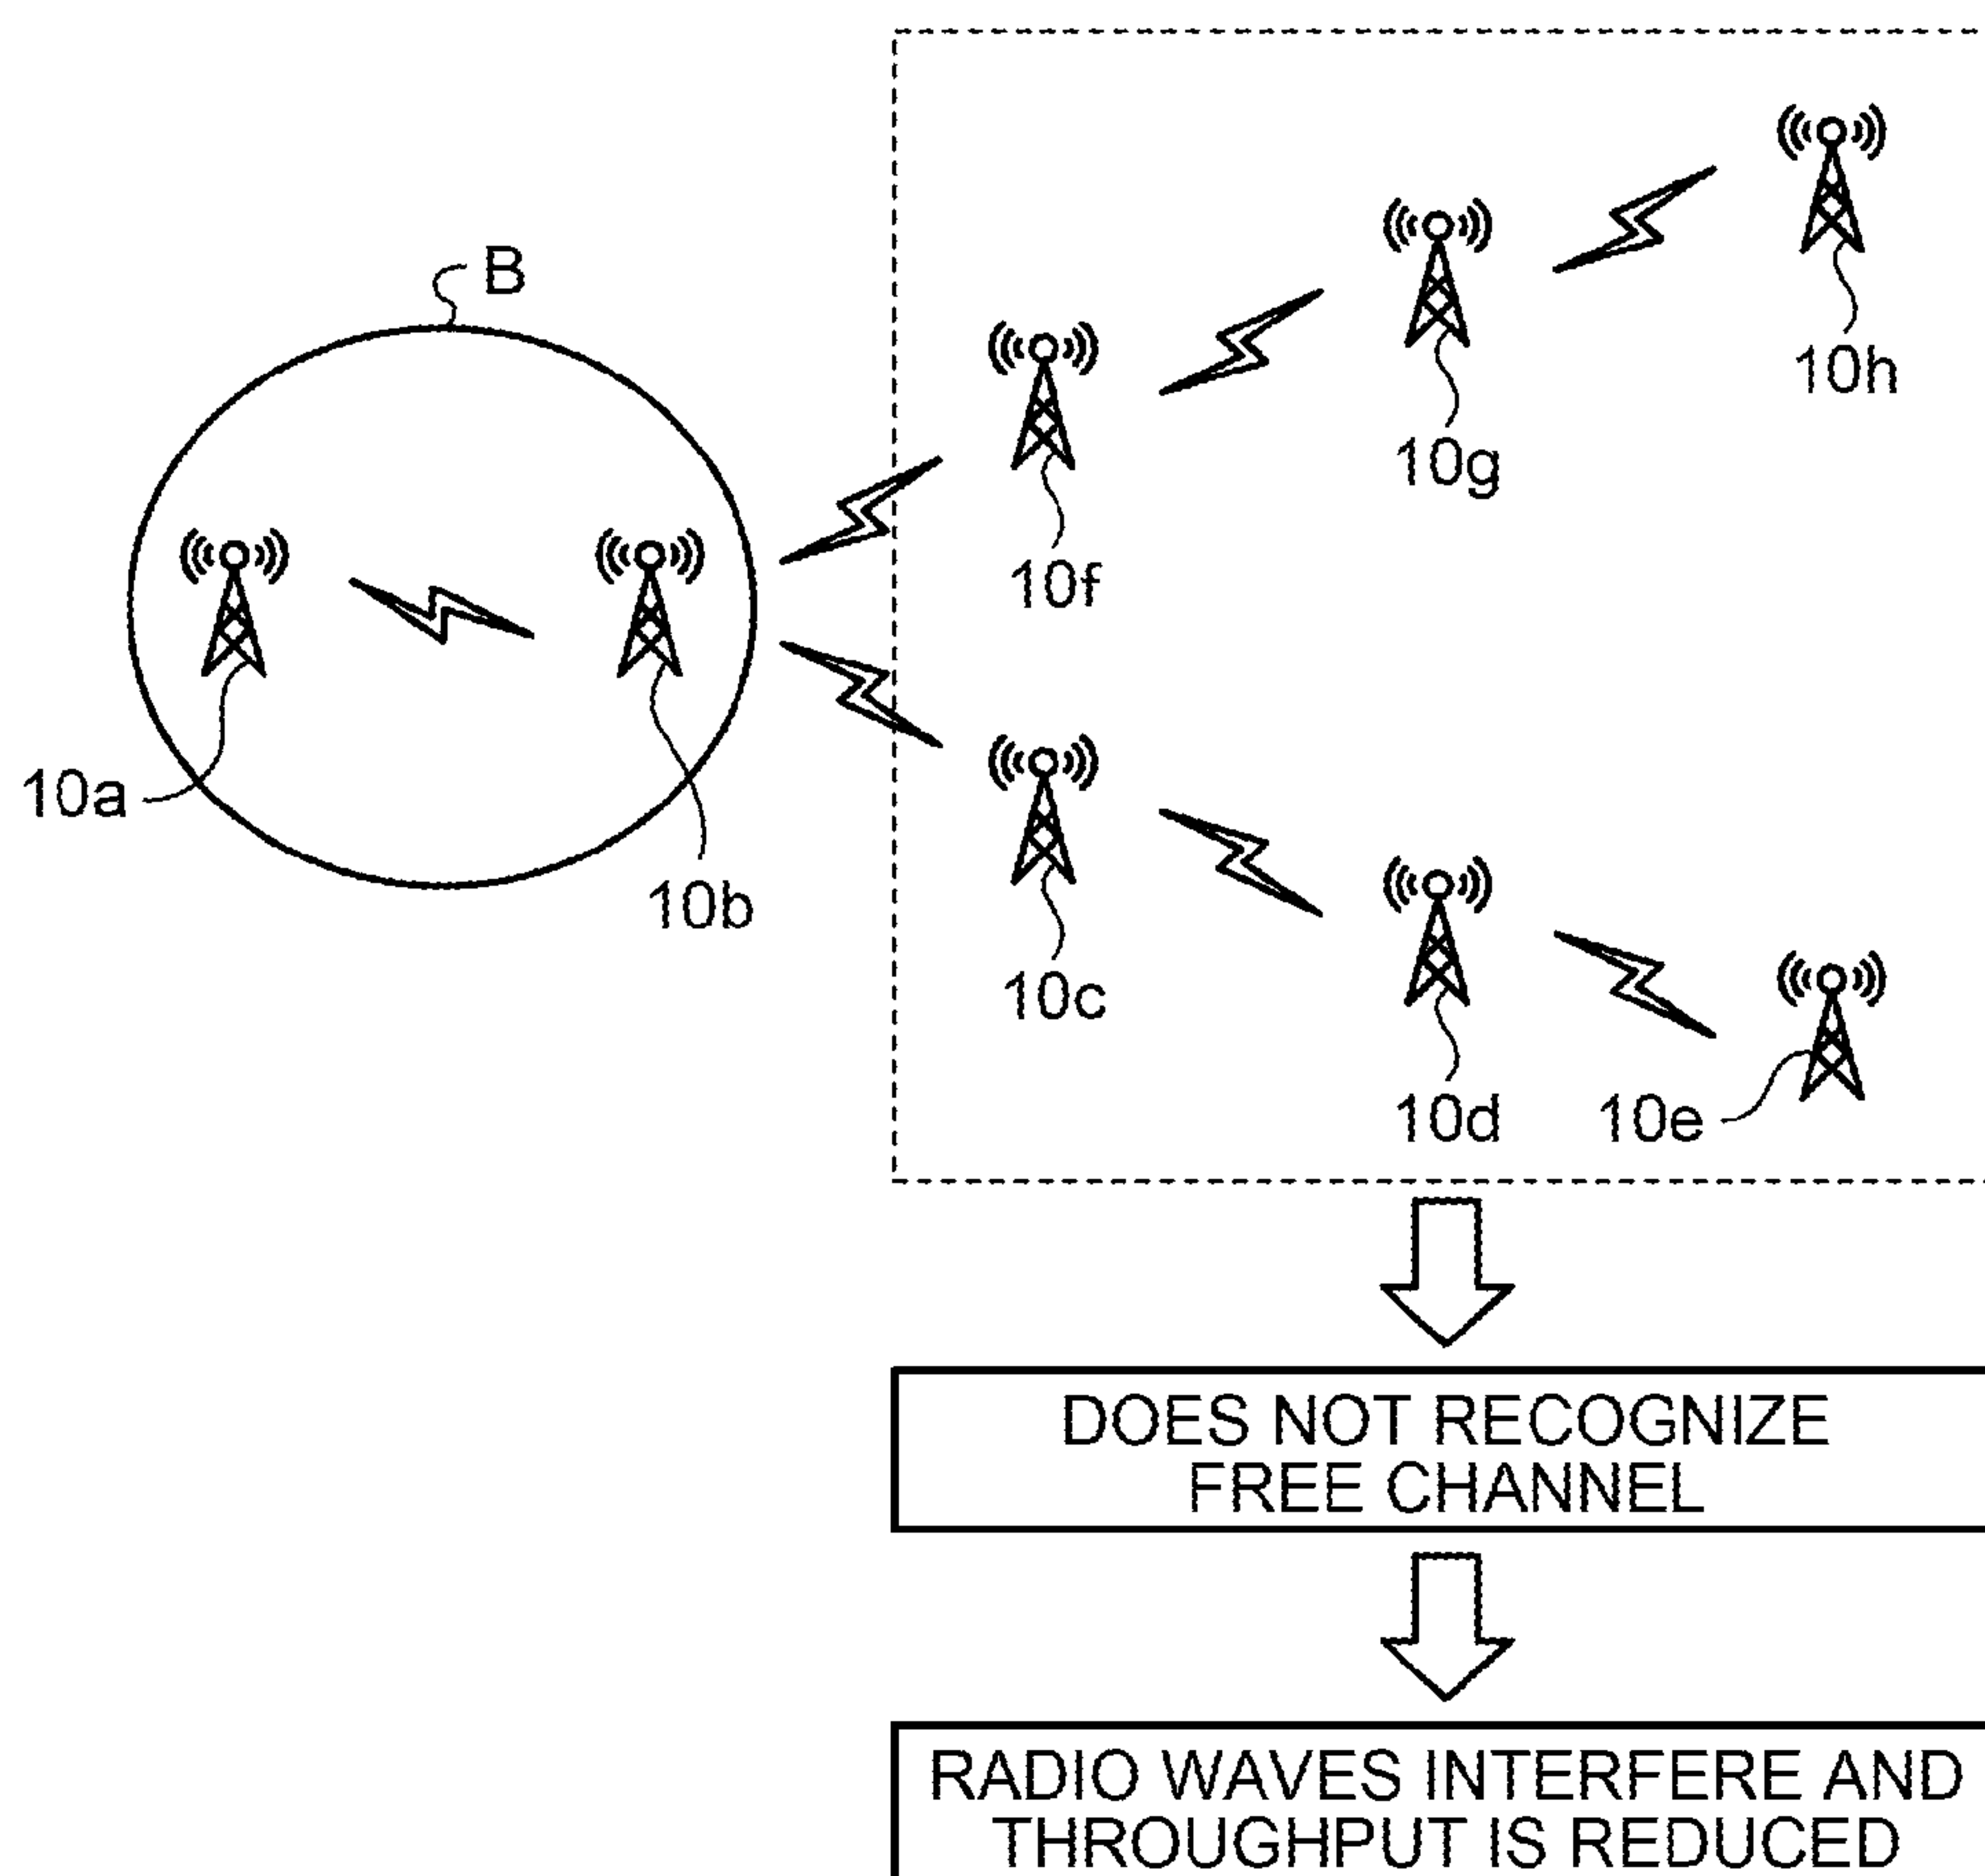 B
10h
10g
10f
10a
10b
10c
10d
10e
DOES NOT RECOGNIZE
FREE CHANNEL
RADIO WAVES INTERFERE AND
THROUGHPUT IS REDUCED